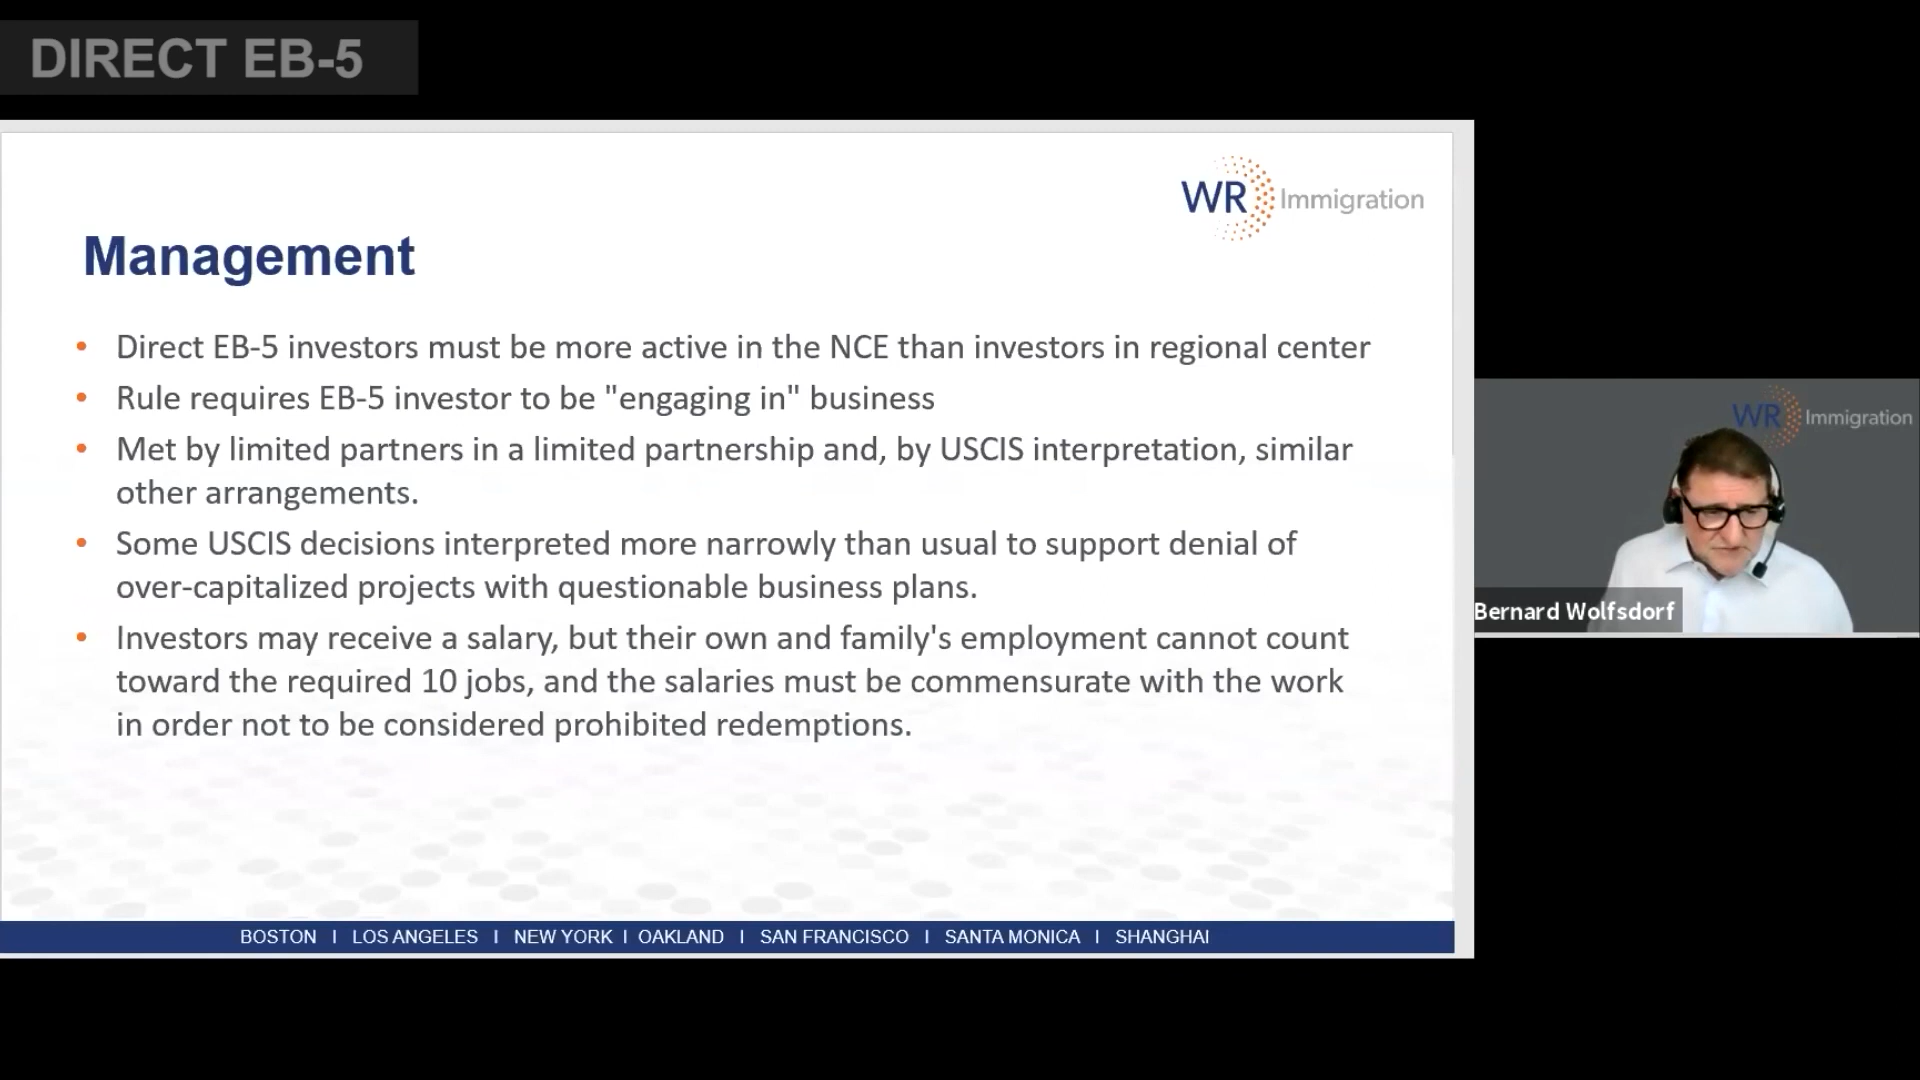 DIRECT EB-5
WR Immigration
Management
• Direct EB-5 investors must be more active in the NCE than investors in regional center
• Rule requires EB-5 investor to be "engaging in" business
• Met by limited partners in a limited partnership and, by USCIS interpretation, similar
other arrangements.
• Some USCIS decisions interpreted more narrowly than usual to support denial of
over-capitalized projects with questionable business plans.
• Investors may receive a salary, but their own and family's employment cannot count
toward the required 10 jobs, and the salaries must be commensurate with the work
in order not to be considered prohibited redemptions.
BOSTON I LOS ANGELES I NEW YORK I OAKLAND I SAN FRANCISCO I SANTA MONICA I SHANGHAI
WR Immigration
Bernard Wolfsdorf